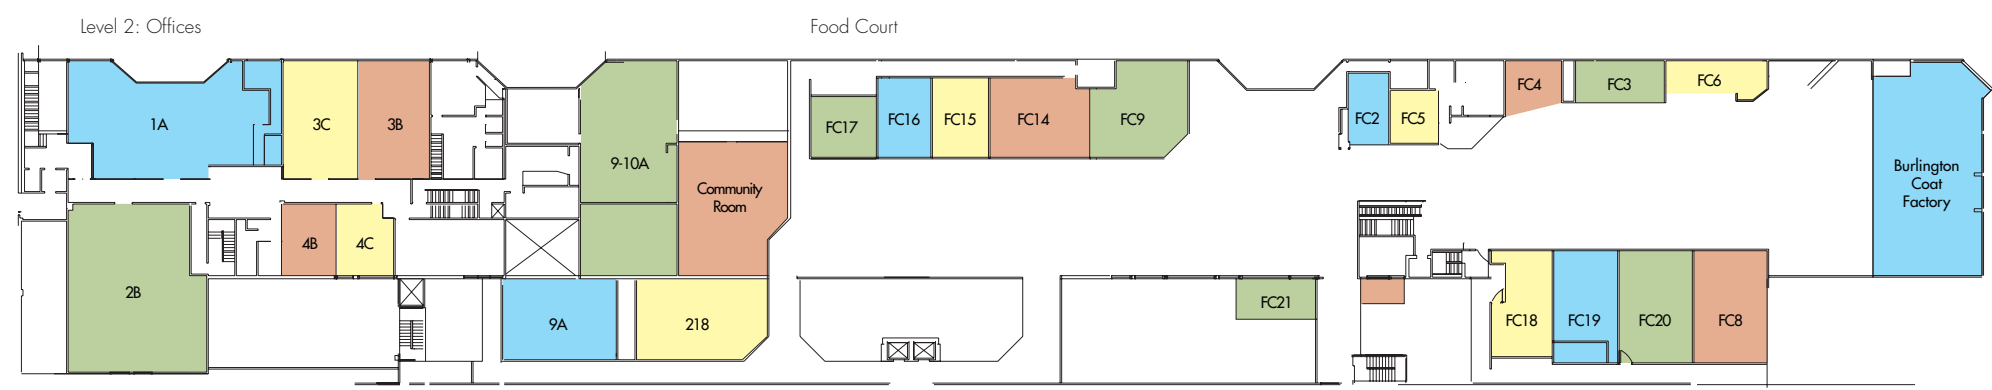 Level 2: Offices
Food Court
1A
3C
3B
9-10A
Community
Room
4B
4C
2B
9A
218
FC17
FC16
FC15
FC14
FC9
FC2
FC5
FC4
FC3
FC6
Burlington
Coat
Factory
FC21
FC18
FC19
FC20
FC8